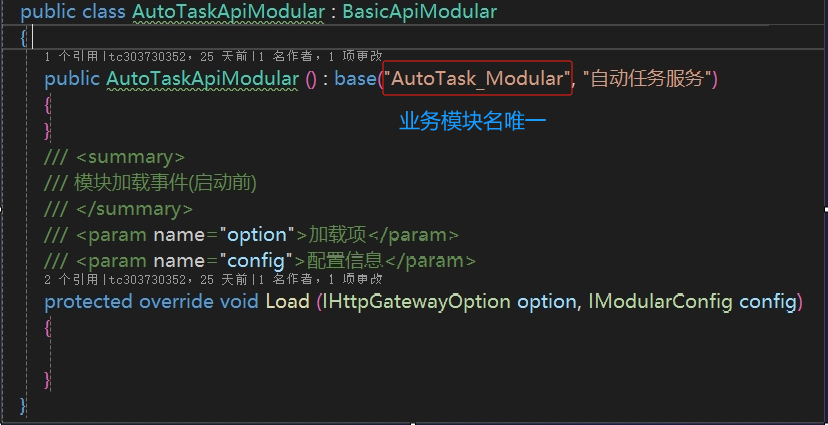 public class AutoTaskApiModular : BasicApiModular
{
1 个引用|tc303730352，25 天前|1 名作者，1 项更改
public AutoTaskApiModular () : base("AutoTask_Modular", "自动任务服务")
{
业务模块名唯一
}
/// <summary>
/// 模块加载事件(启动前)
/// </summary>
/// <param name="option">加载项</param>
/// <param name="config">配置信息</param>
2 个引用|tc303730352，25 天前|1 名作者，1 项更改
protected override void Load (IHttpGatewayOption option, IModularConfig config)
{
}
}